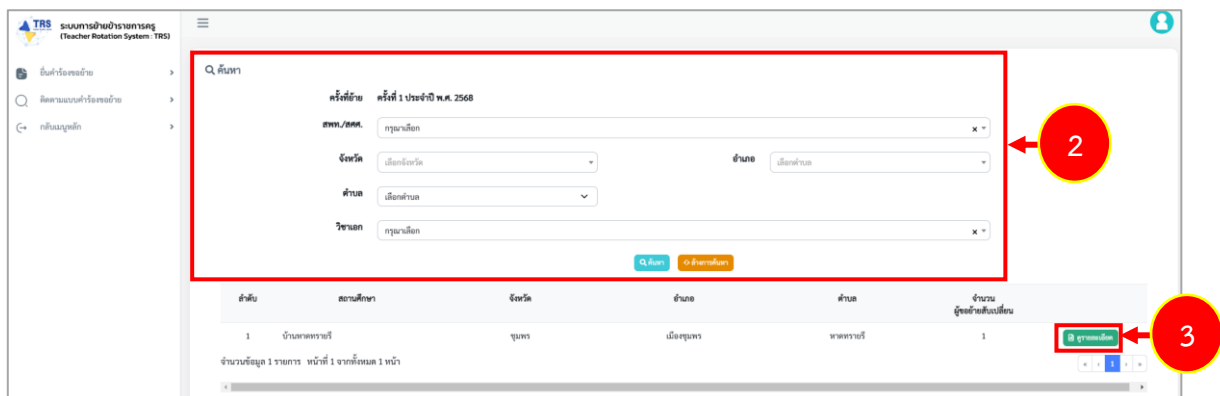 TRS ระบบการย้ายข้าราชการครู
(Teacher Rotation System : TRS)
ยื่นคำร้องขอย้าย
ติดตามแบบคำร้องขอย้าย
กลับเมนูหลัก
ค้นหา
ครั้งที่ย้าย ครั้งที่ 1 ประจำปี พ.ศ. 2568
สพท./สศศ. กรุณาเลือก
จังหวัด เลือกจังหวัด อำเภอ เลือกตำบล
ตำบล เลือกตำบล
วิชาเอก กรุณาเลือก
ค้นหา ล้างการค้นหา
2
ลำดับ สถานศึกษา จังหวัด อำเภอ ตำบล จำนวน
ผู้ขอย้ายสับเปลี่ยน
1 บ้านหาดทรายรี ชุมพร เมืองชุมพร หาดทรายรี 1 ดูรายละเอียด
3
จำนวนข้อมูล 1 รายการ หน้าที่ 1 จากทั้งหมด 1 หน้า
« ‹ 1 › »